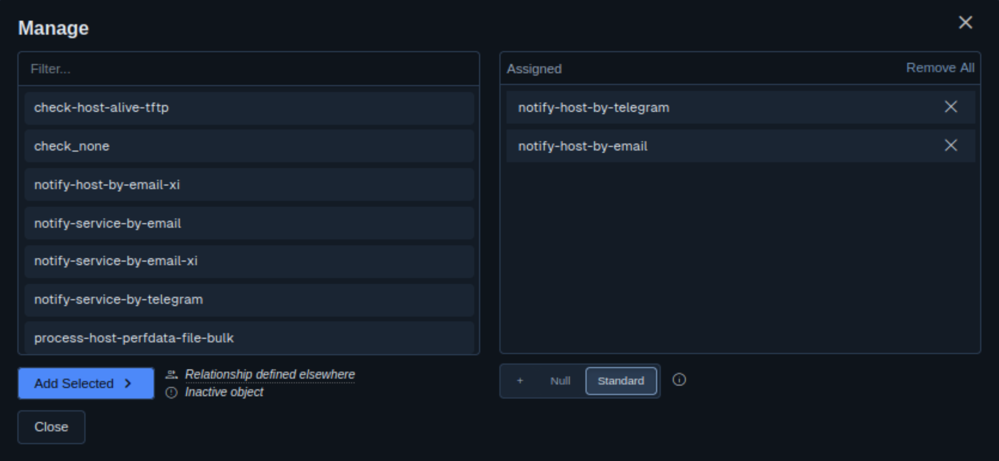 Manage
Filter...
check-host-alive-tftp
check_none
notify-host-by-email-xi
notify-service-by-email
notify-service-by-email-xi
notify-service-by-telegram
process-host-perfdata-file-bulk
Assigned
Remove All
notify-host-by-telegram
notify-host-by-email
Add Selected
Relationship defined elsewhere
Inactive object
+ Null Standard
Close